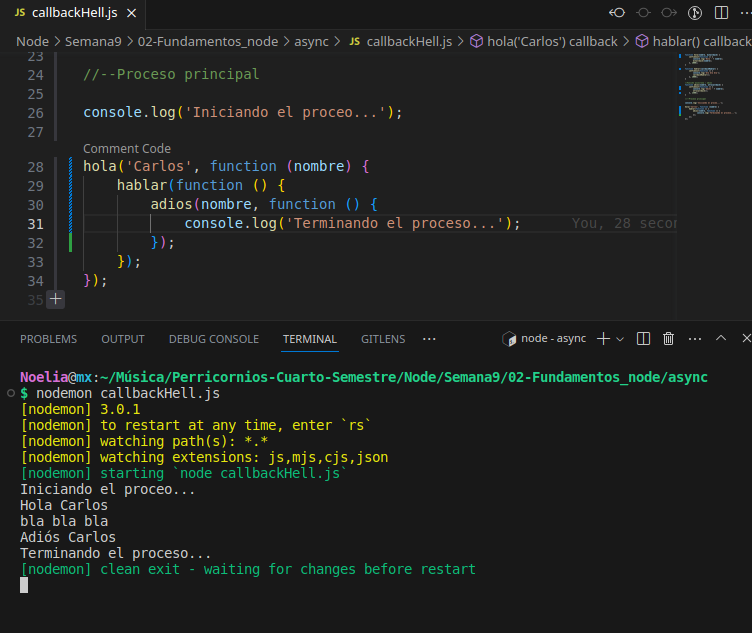 JS callbackHell.js ×
Node > Semana9 > 02-Fundamentos_node > async > JS callbackHell.js > hola('Carlos') callback > hablar() callback
23
24 //--Proceso principal
25
26 console.log('Iniciando el proceo...');
27
Comment Code
28 hola('Carlos', function (nombre) {
29 hablar(function () {
30 adios(nombre, function () {
31 console.log('Terminando el proceso...'); You, 28 secon
32 });
33 });
34 });
35
PROBLEMS OUTPUT DEBUG CONSOLE TERMINAL GITLENS ··· node - async
Noelia@mx:~/Música/Perricornios-Cuarto-Semestre/Node/Semana9/02-Fundamentos_node/async
$ nodemon callbackHell.js
[nodemon] 3.0.1
[nodemon] to restart at any time, enter `rs`
[nodemon] watching path(s): *.*
[nodemon] watching extensions: js,mjs,cjs,json
[nodemon] starting `node callbackHell.js`
Iniciando el proceo...
Hola Carlos
bla bla bla
Adiós Carlos
Terminando el proceso...
[nodemon] clean exit - waiting for changes before restart